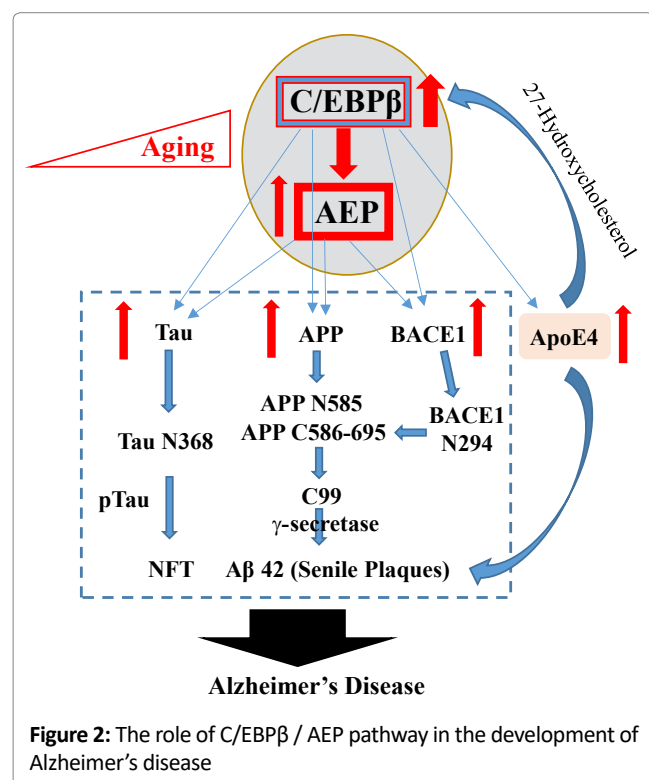 C/EBPβ
27-Hydroxycholesterol
Aging
AEP
Tau
APP
BACE1
ApoE4
APP N585
APP C586-695
BACE1
N294
Tau N368
pTau
C99
γ-secretase
NFT
Aβ 42 (Senile Plaques)
Alzheimer's Disease
Figure 2: The role of C/EBPβ / AEP pathway in the development of
Alzheimer's disease